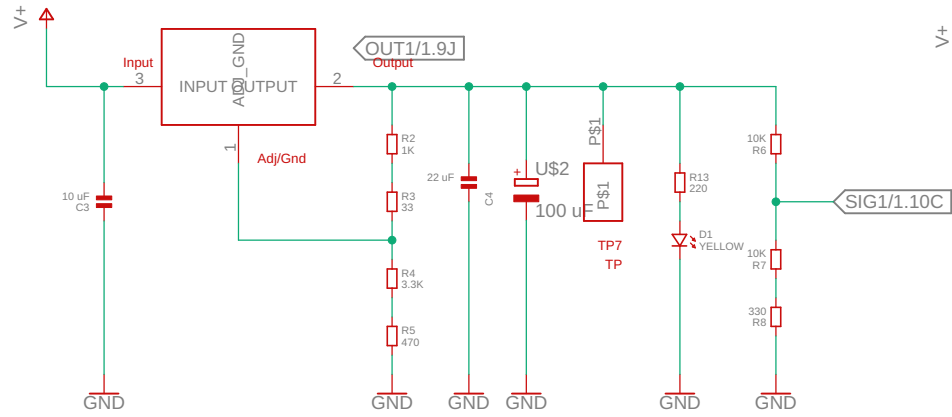 V+
V+
OUT1/1.9J
Input
Output
3
INPUT
OUTPUT
ADJ_GND
2
1
Adj/Gnd
R2
1K
P$1
10K
R6
10 uF
C3
R3
33
22 uF
C4
+
U$2
100 uF
P$1
R13
220
SIG1/1.10C
TP7
TP
D1
YELLOW
10K
R7
R4
3.3K
R5
470
330
R8
GND
GND
GND
GND
GND
GND